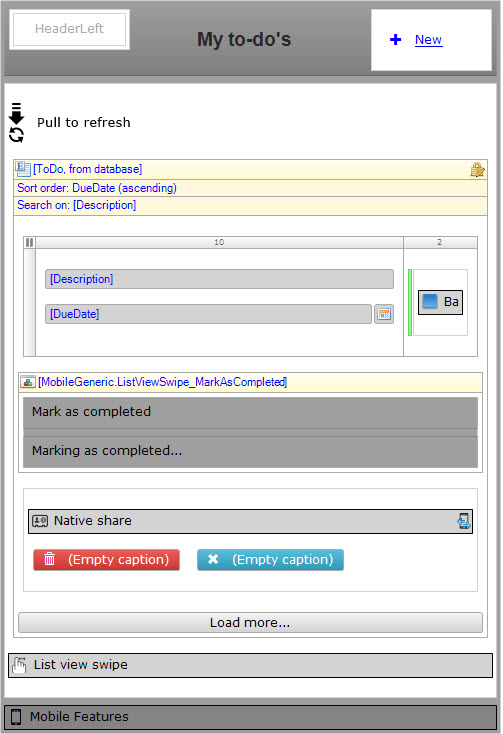 HeaderLeft
My to-do's
New
Pull to refresh
[ToDo, from database]
Sort order: DueDate (ascending)
Search on: [Description]
10
2
[Description]
Ba
[DueDate]
[MobileGeneric.ListViewSwipe_MarkAsCompleted]
Mark as completed
Marking as completed...
Native share
(Empty caption)
(Empty caption)
Load more...
List view swipe
Mobile Features